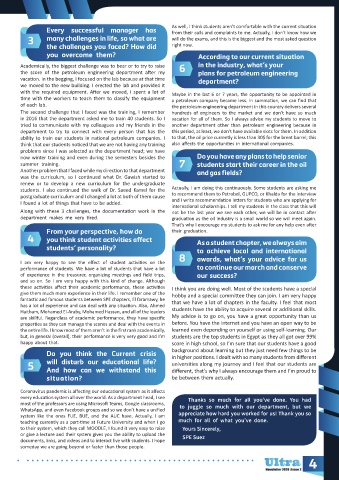 3
Every successful manager has
many challenges in life, so what are
the challenges you faced? How did
you overcome them?
Academically, the biggest challenge was to bear or to try to raise
the state of the petroleum engineering department after my
vacation. In the begging, I focused on the lab because at that time
we moved to the new building. I erected the lab and provided it
with the required equipment. After we moved, I spent a lot of
time with the workers to teach them to classify the equipment
of each lab.
The second challenge that I faced was the training, I remember
in 2016 that the department asked me to train 40 students. So I
tried to communicate with my colleagues and my friends in the
department to try to connect with every person that has the
ability to train our students in national petroleum companies. I
think that our students noticed that we are not having any training
problems since I was selected as the department head; we have
now winter training and even during the semesters besides the
summer training.
Another problem that I faced while my direction to that department
was the curriculum, so I continued what Dr. Gawish started to
renew or to develop a new curriculum for the undergraduate
students. I also continued the walk of Dr. Saeed Kamel for the
postgraduate curriculum and I changed a lot at both of them cause
I found a lot of things that have to be added.
Along with these 3 challenges, the documentation work in the
department makes me very tired.
4
From your perspective, how do
you think student activities affect
students' personality?
I am very happy to see the effect of student activities on the
performance of students. We have a lot of students that have a lot
of experience in the treasurer, organizing meetings and field trips,
and so on. So I am very happy with this kind of change. Although
these activities affect their academic performance, these activities
give them much more experience in their life. I remember one of the
fantastic and famous students between SPE chapters, El Darawy, he
has a lot of experience and can deal with any situation. Also, Ahmed
Haitham, Mohamed El-Araby, Mohamed Hassan, and all of the leaders
are skillful. Regardless of academic performance, they have specific
properties as they can manage the scenes and deal with the events in
the entire life. I know most of them aren't in the first rank academically,
but, in general (overall), their performance is very very good and I'm
happy about that.
5
Do you think the Current crisis
will disturb our educational life?
And how can we withstand this
situation?
Coronavirus pandemic is affecting our educational system as it affects
every education system all over the world. As a department head, I see
most of the professors are using Microsoft Teams, Google classrooms,
WhatsApp, and even Facebook groups and so we don't have a unified
system like the ones FUE, BUE, and the AUC have. Actually, I am
teaching currently as a part-time at Future University and when I go
to their system, which they call MOODLE, I found it very easy to raise
or give a lecture and their system gives you the ability to upload the
documents, links, and videos and to interact live with students. I hope
someday we are going beyond or faster than those people.
As well, I think students aren't comfortable with the current situation
from their calls and complaints to me. Actually, I don't know how we
will do the exams, and this is the biggest and the most asked question
right now.
6
According to our current situation
in the industry, what's your
plans for petroleum engineering
department?
Maybe in the last 6 or 7 years, the opportunity to be appointed in
a petroleum company became less. In summation, we can find that
the petroleum engineering department in this country delivers several
hundreds of engineers to the market and we don't have so much
vacation for all of them. So I always advise my students to move to
another department other than petroleum engineering because in
this period, at least, we don't have available slots for them. In addition
to that, the oil price currently is less than 30$ for the brent barrel, this
also affects the opportunities in international companies.
7
Do you have any plans to help senior
students start their career in the oil
and gas fields?
Actually, I am doing this continuously. Some students are asking me
to recommend them to Petrobel, GUPCO, or Khalda for the interview
and I write recommendation letters for students who are applying for
international scholarships. I tell my students in the class that this will
not be the last year we see each other, we will be in contact after
graduation as the oil industry is a small world so we will meet again.
That's why I encourage my students to ask me for any help even after
their graduation.
8
As a student chapter, we always aim
to achieve local and international
awards, what's your advice for us
to continue our march and conserve
our success?
I think you are doing well. Most of the students have a special
hobby and a special committee they can join. I am very happy
that we have a lot of chapters in the faculty. I feel that most
students have the ability to acquire several or additional skills.
My advice is to go on, you have a great opportunity than us
before. You have the internet and you have an open way to be
learned even depending on yourself or using self-learning. Our
students are the top students in Egypt as they all got over 99%
score in high school, so I'm sure that our students have a good
background about learning but they just need few things to be
in higher positions. I dealt with so many students from different
universities along my journey and I feel that our students are
different, that's why I always encourage them and I'm proud to
be between them actually.
Thanks so much for all you've done. You had
to juggle so much with our department, but we
appreciate how hard you worked for us! Thank you so
much for all of what you've done.
Yours Sincerely,
SPE Suez
Ultra
4